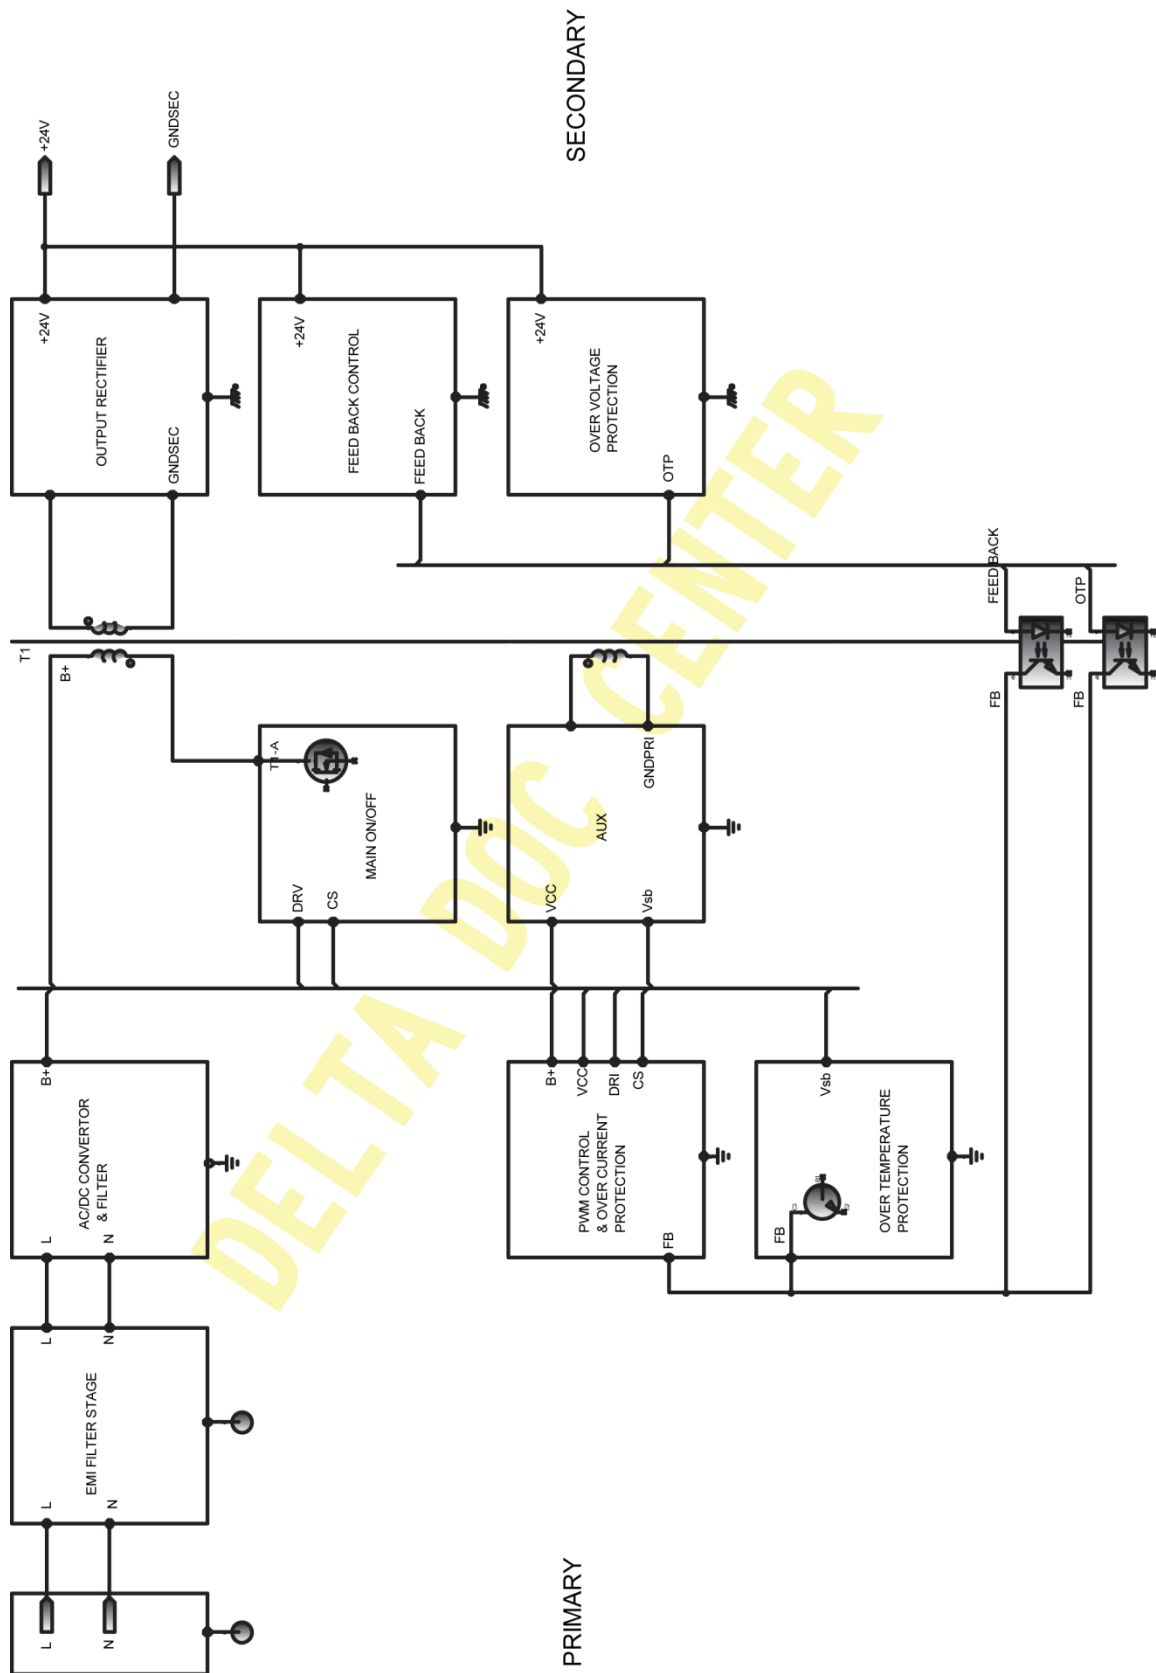 PRIMARY
SECONDARY
L
N
L
N
EMI FILTER STAGE
L
N
L
N
AC/DC CONVERTOR
& FILTER
B+
B+
T1
OUTPUT RECTIFIER
GNDSEC
+24V
+24V
GNDSEC
T1-A
MAIN ON/OFF
DRV
CS
FEED BACK CONTROL
FEED BACK
+24V
PWM CONTROL
& OVER CURRENT
PROTECTION
FB
B+
VCC
DRI
CS
AUX
VCC
Vsb
GNDPRI
OVER VOLTAGE
PROTECTION
OTP
+24V
OVER TEMPERATURE
PROTECTION
FB
Vsb
FB
FEED BACK
FB
OTP
DELTA DOC CENTER